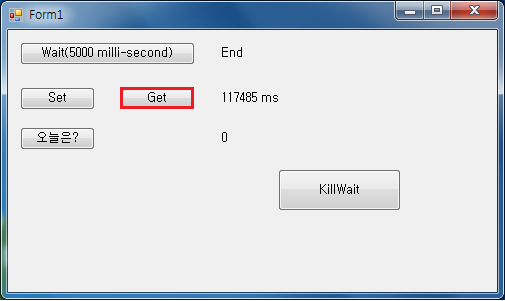 Form1
Wait(5000 milli-second) End
Set Get 117485 ms
오늘은? 0
KillWait